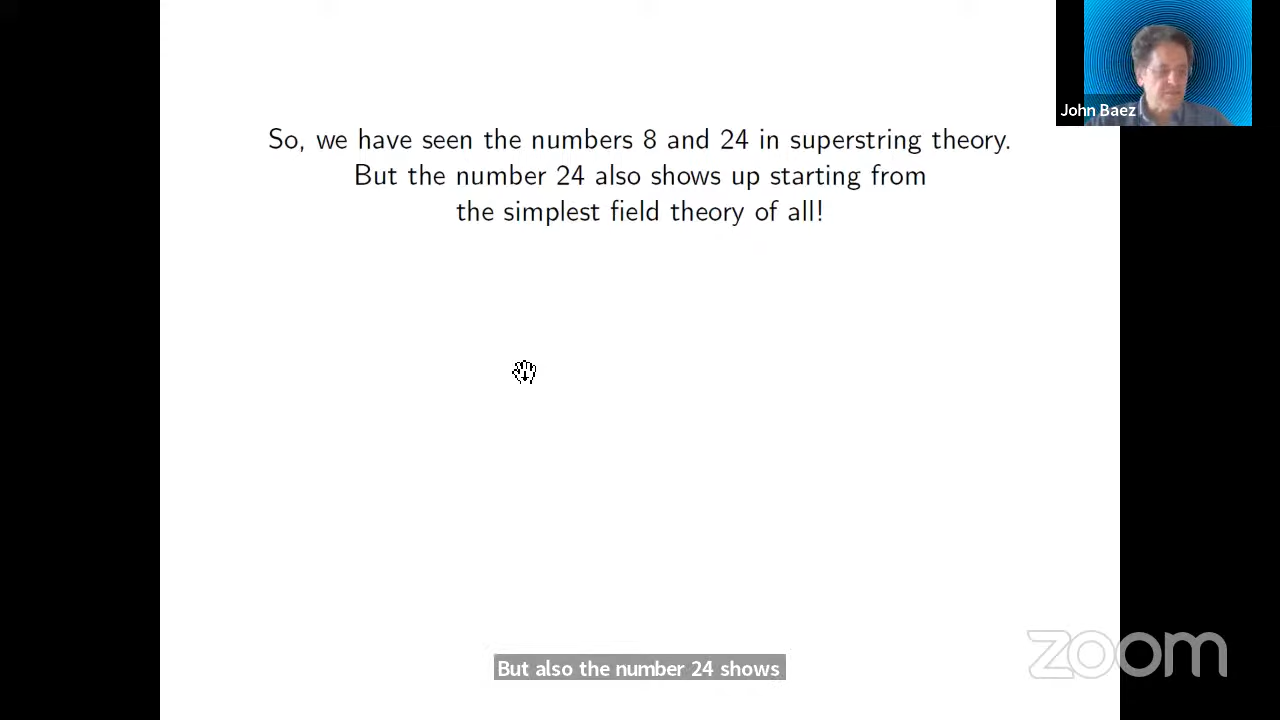 John Baez
So, we have seen the numbers 8 and 24 in superstring theory.
But the number 24 also shows up starting from
the simplest field theory of all!
zoom
But also the number 24 shows